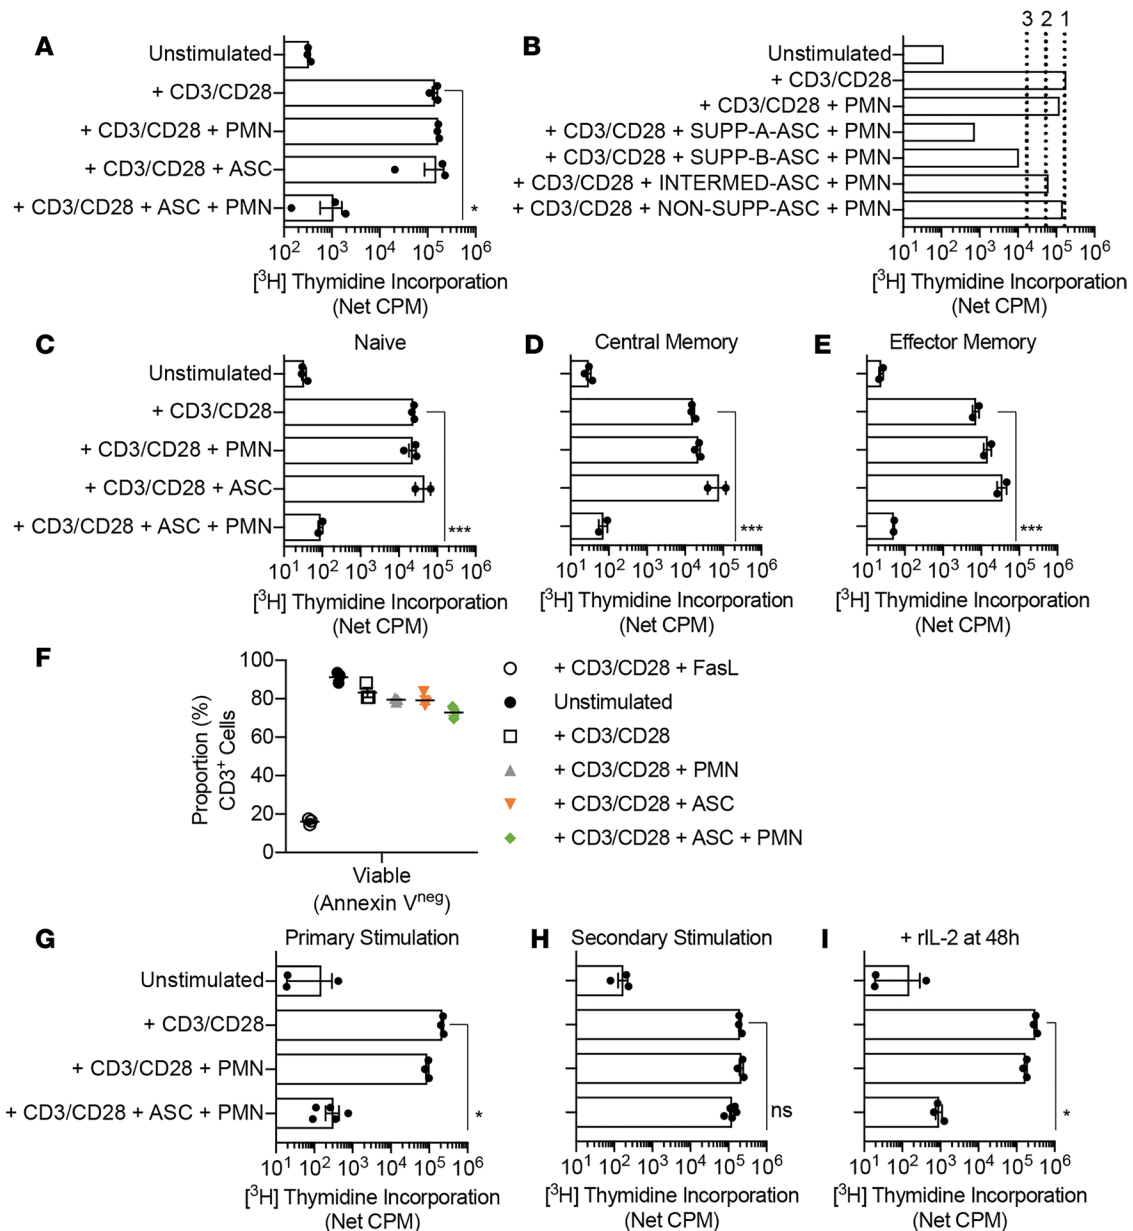 A
Unstimulated
+ CD3/CD28
+ CD3/CD28 + PMN
+ CD3/CD28 + ASC
+ CD3/CD28 + ASC + PMN
*
10² 10³ 10⁴ 10⁵ 10⁶
[³H] Thymidine Incorporation
(Net CPM)
B
3 2 1
Unstimulated
+ CD3/CD28
+ CD3/CD28 + PMN
+ CD3/CD28 + SUPP-A-ASC + PMN
+ CD3/CD28 + SUPP-B-ASC + PMN
+ CD3/CD28 + INTERMED-ASC + PMN
+ CD3/CD28 + NON-SUPP-ASC + PMN
10¹ 10² 10³ 10⁴ 10⁵ 10⁶
[³H] Thymidine Incorporation
(Net CPM)
C
Naive
Unstimulated
+ CD3/CD28
+ CD3/CD28 + PMN
+ CD3/CD28 + ASC
+ CD3/CD28 + ASC + PMN
***
10¹ 10² 10³ 10⁴ 10⁵ 10⁶
[³H] Thymidine Incorporation
(Net CPM)
D
Central Memory
***
10¹ 10² 10³ 10⁴ 10⁵ 10⁶
[³H] Thymidine Incorporation
(Net CPM)
E
Effector Memory
***
10¹ 10² 10³ 10⁴ 10⁵ 10⁶
[³H] Thymidine Incorporation
(Net CPM)
F
Proportion (%)
CD3⁺ Cells
100
80
60
40
20
0
Viable
(Annexin Vⁿᵉᵍ)
+ CD3/CD28 + FasL
Unstimulated
+ CD3/CD28
+ CD3/CD28 + PMN
+ CD3/CD28 + ASC
+ CD3/CD28 + ASC + PMN
G
Primary Stimulation
Unstimulated
+ CD3/CD28
+ CD3/CD28 + PMN
+ CD3/CD28 + ASC + PMN
*
10¹ 10² 10³ 10⁴ 10⁵ 10⁶
[³H] Thymidine Incorporation
(Net CPM)
H
Secondary Stimulation
ns
10¹ 10² 10³ 10⁴ 10⁵ 10⁶
[³H] Thymidine Incorporation
(Net CPM)
I
+ rIL-2 at 48h
*
10¹ 10² 10³ 10⁴ 10⁵ 10⁶
[³H] Thymidine Incorporation
(Net CPM)